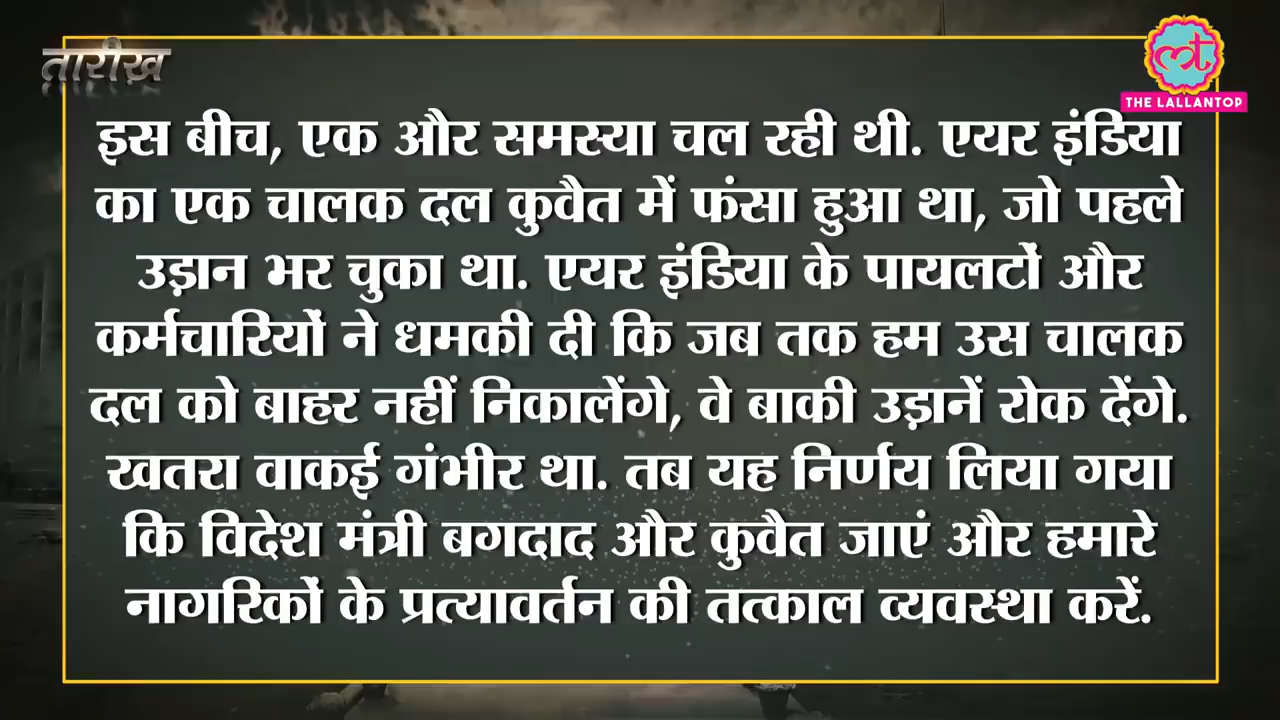 तारीख़
lt
THE LALLANTOP
इस बीच, एक और समस्या चल रही थी. एयर इंडिया
का एक चालक दल कुवैत में फंसा हुआ था, जो पहले
उड़ान भर चुका था. एयर इंडिया के पायलटों और
कर्मचारियों ने धमकी दी कि जब तक हम उस चालक
दल को बाहर नहीं निकालेंगे, वे बाकी उड़ानें रोक देंगे.
खतरा वाकई गंभीर था. तब यह निर्णय लिया गया
कि विदेश मंत्री बगदाद और कुवैत जाएं और हमारे
नागरिकों के प्रत्यावर्तन की तत्काल व्यवस्था करें.